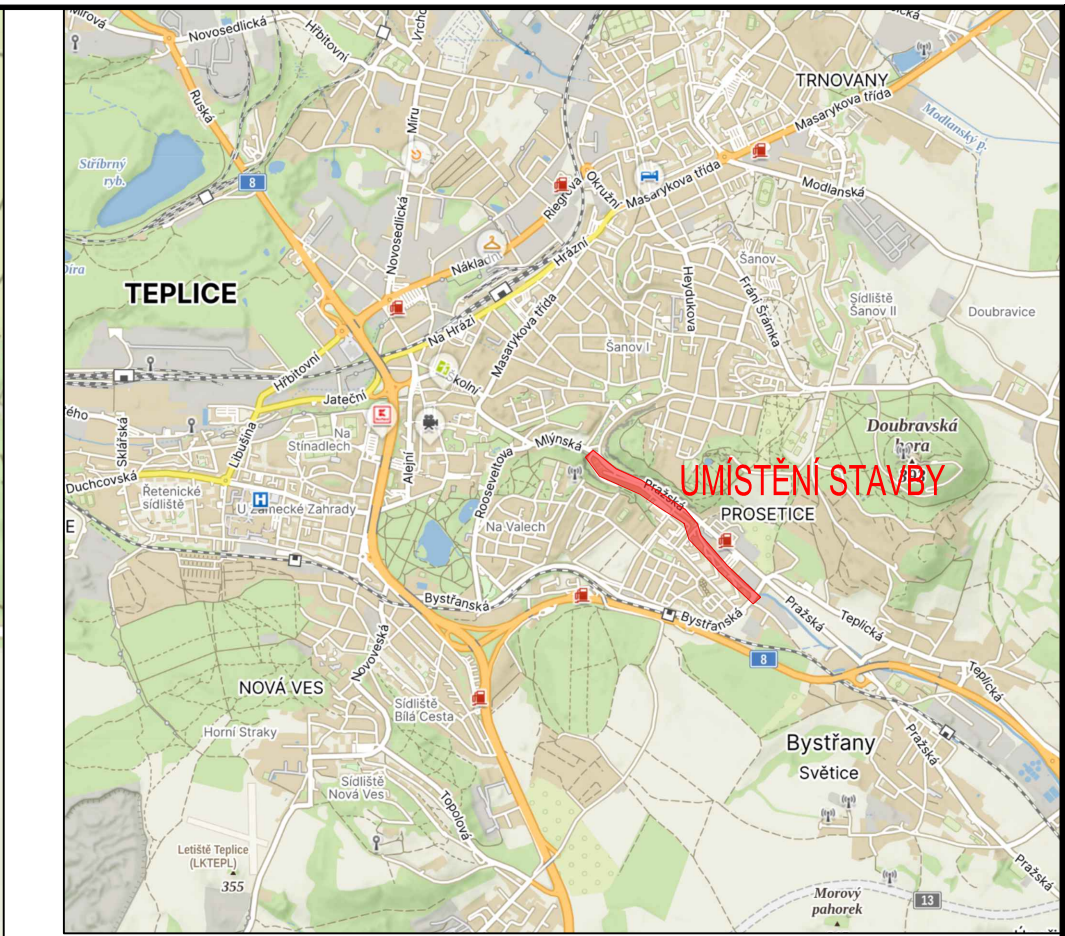 Novosedlická
Hřbitovní
TRNOVANY
Masarykova třída
Modlanský p.
Ruská
Míru
Stříbrný
ryb.
8
Okružní
Riegrova
Masarykova třída
Modlanská
Novosedlická
Nákladní
Hrázní
Šanov
Heydukova
Fráni Šrámka
TEPLICE
Sídliště
Šanov II
Doubravice
Na Hrázi
Masarykova třída
Šanov I
Hřbitovní
Školní
Jateční
Sklářská
Libušina
Na
Stínadlech
Alejní
Mlýnská
Rooseveltova
Doubravská
hora
Duchcovská
Řetenické
sídliště
H
U Zámecké Zahrady
Pražská
UMÍSTĚNÍ STAVBY
PROSETICE
Na Valech
Bystřanská
Bystřanská
Pražská
Teplická
8
Teplická
Novoveská
NOVÁ VES
Sídliště
Bílá Cesta
Horní Straky
Bystřany
Světice
Pražská
Sídliště
Nová Ves
Topolová
Letiště Teplice
(LKTEPL)
355
Pražská
Morový
pahorek
13